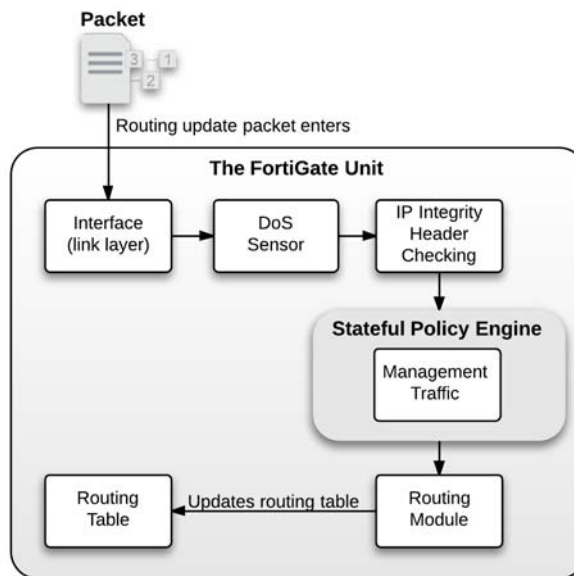 Packet
3
1
2
Routing update packet enters
The FortiGate Unit
Interface
(link layer)
DoS
Sensor
IP Integrity
Header
Checking
Stateful Policy Engine
Management
Traffic
Routing
Table
Updates routing table
Routing
Module